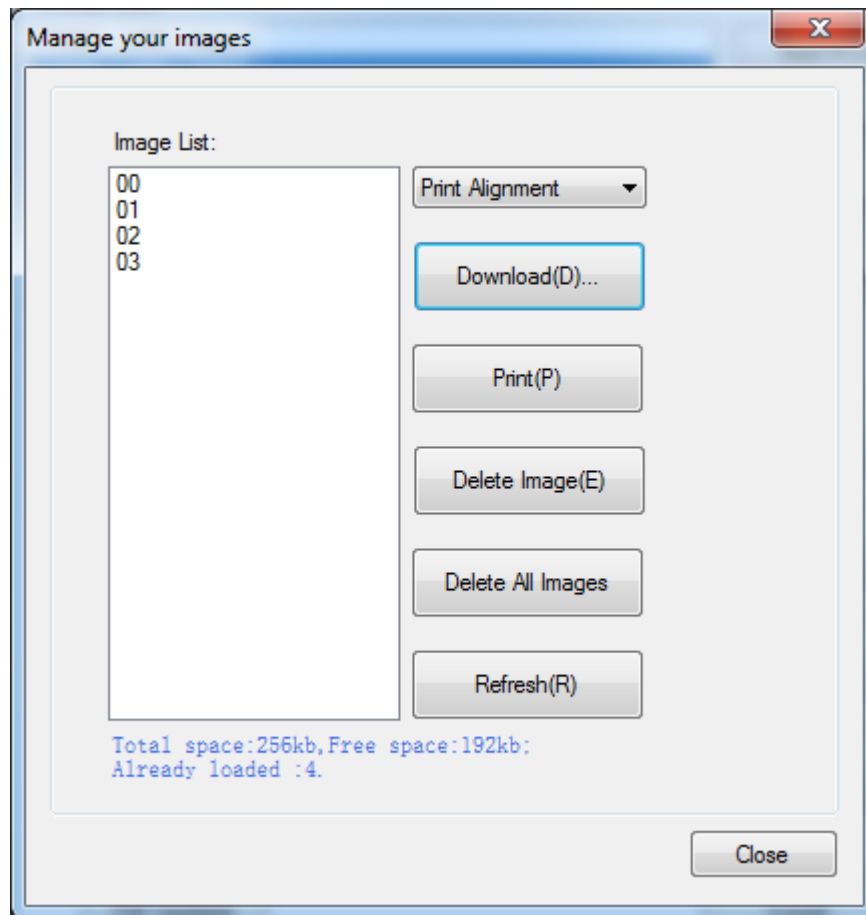 Manage your images
Image List:
00
01
02
03
Print Alignment
Download(D)...
Print(P)
Delete Image(E)
Delete All Images
Refresh(R)
Total space:256kb,Free space:192kb;
Already loaded :4.
Close